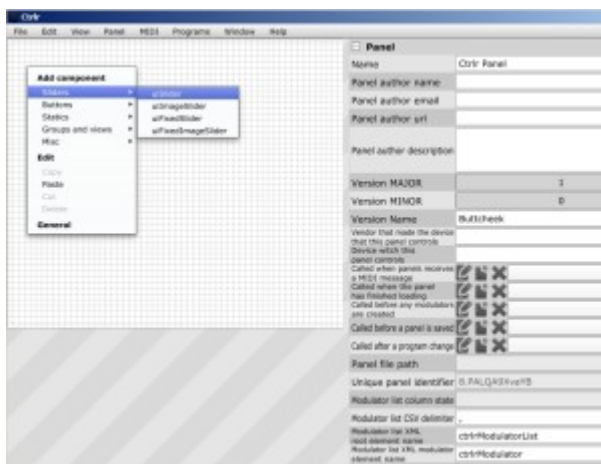 Ctrlr
File Edit View Panel MIDI Programs Window Help
Add component
Sliders
Buttons
Statics
Groups and views
Misc
Edit
Copy
Paste
Cut
Delete
General
uiSlider
uiImageSlider
uiFixedSlider
uiFixedImageSlider
Panel
Name Ctrlr Panel
Panel author name
Panel author email
Panel author url
Panel author description
Version MAJOR 1
Version MINOR 0
Version Name Buttcheek
Vendor that made the device
that this panel controls
Device witch this
panel controls
Called when panels receives
a MIDI message
Called when the panel
has finished loading
Called before any modulators
are created
Called before a panel is saved
Called after a program change
Panel file path
Unique panel identifier
Modulator list column state
Modulator list CSV delimiter ,
Modulator list XML
root element name ctrlrModulatorList
Modulator list XML modulator
element name ctrlrModulator